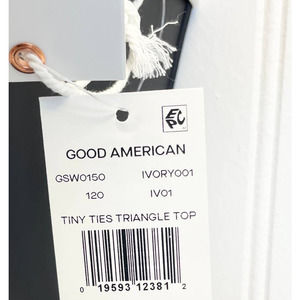 GOOD AMERICAN
GSW0150 IVORY001
120 IV01
TINY TIES TRIANGLE TOP
0 19593 12381 2